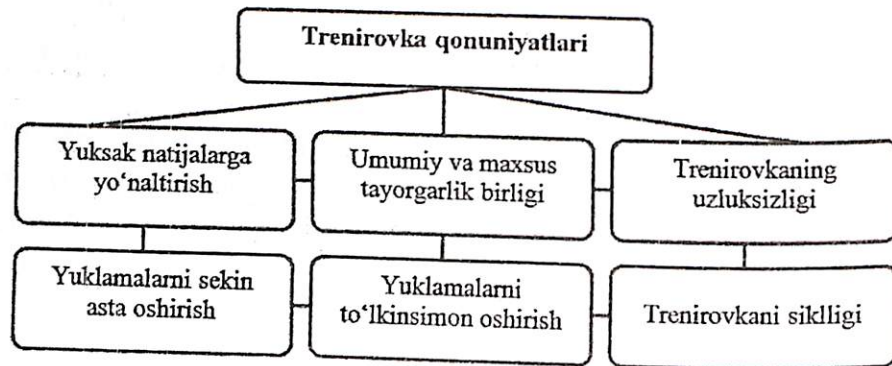 Trenirovka qonuniyatlari
Yuksak natijalarga
yo‘naltirish
Umumiy va maxsus
tayorgarlik birligi
Trenirovkaning
uzluksizligi
Yuklamalarni sekin
asta oshirish
Yuklamalarni
to‘lkinsimon oshirish
Trenirovkani siklligi